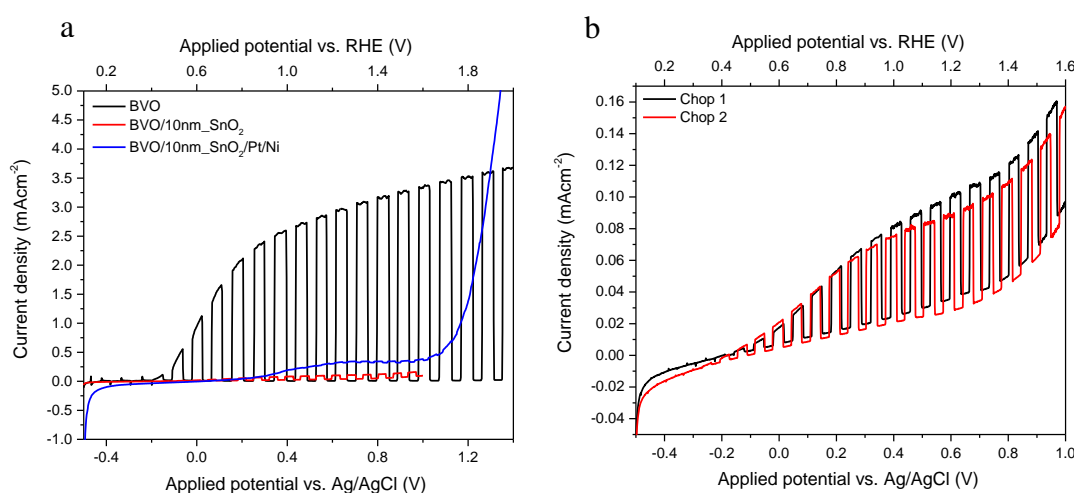 a
Applied potential vs. RHE (V)
0.2 0.6 1.0 1.4 1.8
5.0
4.5
4.0
3.5
3.0
2.5
2.0
1.5
1.0
0.5
0.0
-0.5
-1.0
Current density (mAcm-2)
BVO
BVO/10nm_SnO2
BVO/10nm_SnO2/Pt/Ni
-0.4 0.0 0.4 0.8 1.2
Applied potential vs. Ag/AgCl (V)
b
Applied potential vs. RHE (V)
0.2 0.4 0.6 0.8 1.0 1.2 1.4 1.6
0.16
0.14
0.12
0.10
0.08
0.06
0.04
0.02
0.00
-0.02
-0.04
Current density (mAcm-2)
Chop 1
Chop 2
-0.4 -0.2 0.0 0.2 0.4 0.6 0.8 1.0
Applied potential vs. Ag/AgCl (V)